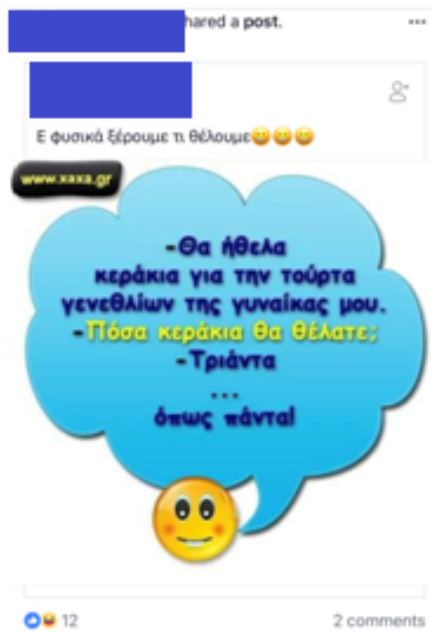 hared a post.
Ε φυσικά ξέρουμε τι θέλουμε😄😄😄
www.xaxa.gr
-Θα ήθελα
κεράκια για την τούρτα
γενεθλίων της γυναίκας μου.
-Πόσα κεράκια θα θέλατε;
-Τριάντα
...
όπως πάντα!
12
2 comments